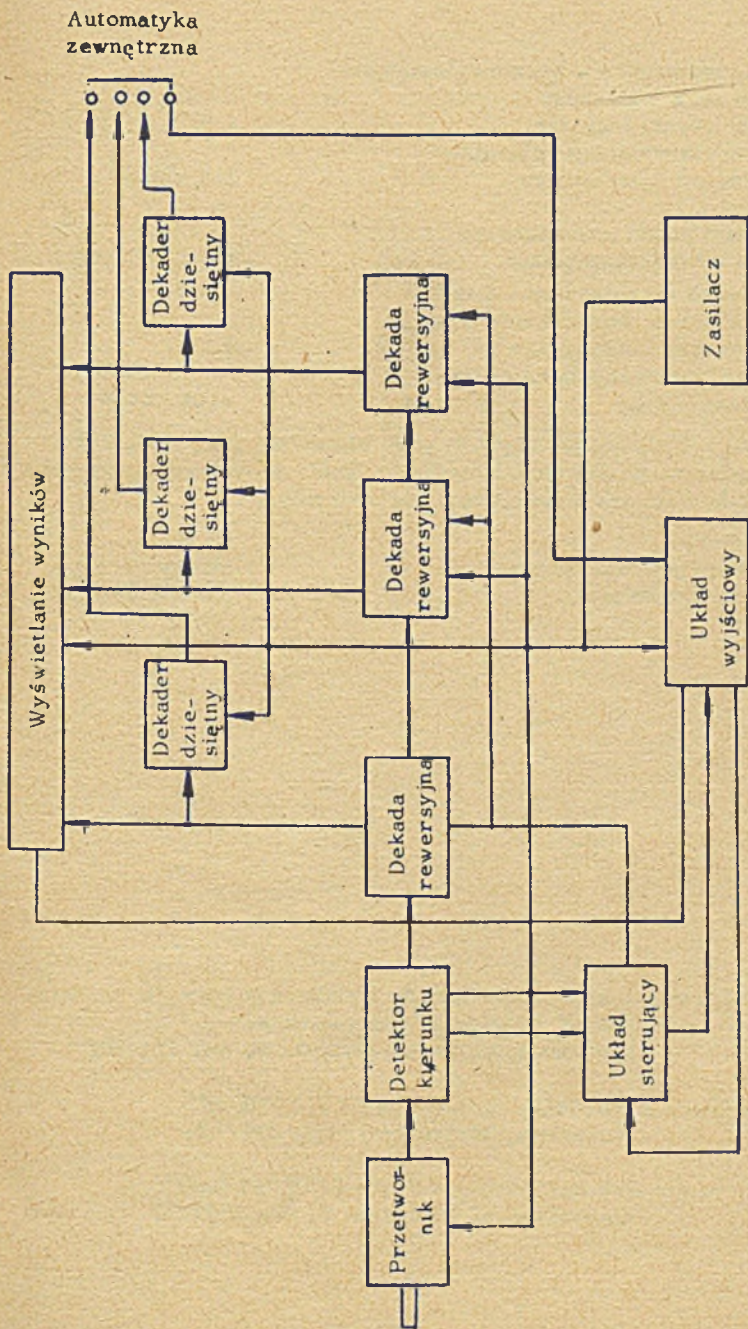 Automatyka
zewnętrzna
Wyświetlanie wyników
Dekader
dzie-
siętny
Dekader
dzie-
siętny
Dekader
dzie-
siętny
Przetwor-
nik
Detektor
kierunku
Dekada
rewersyjna
Dekada
rewersyjna
Dekada
rewersyjna
Układ
sterujący
Układ
wyjściowy
Zasilacz